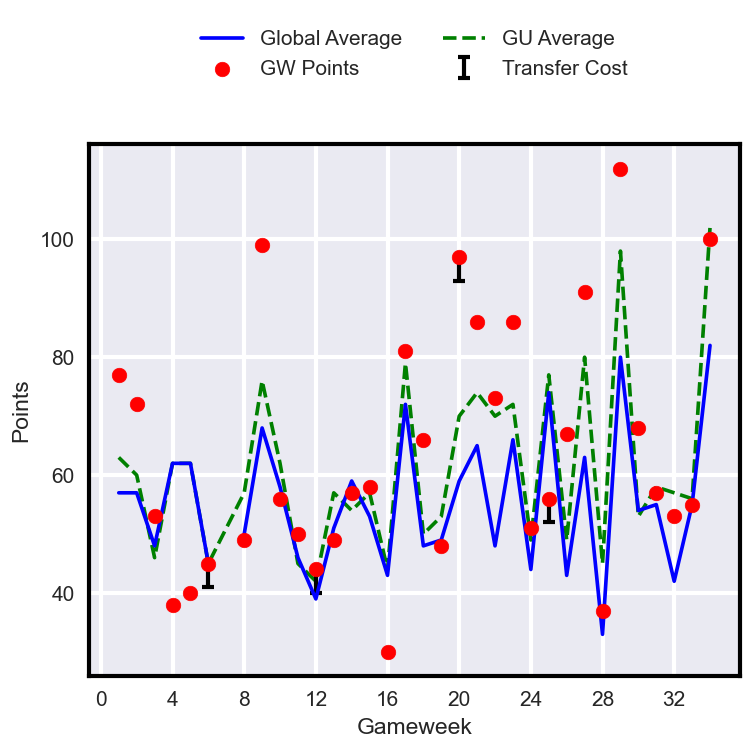 Global Average
GU Average
GW Points
Transfer Cost
100
80
60
40
Points
0 4 8 12 16 20 24 28 32
Gameweek